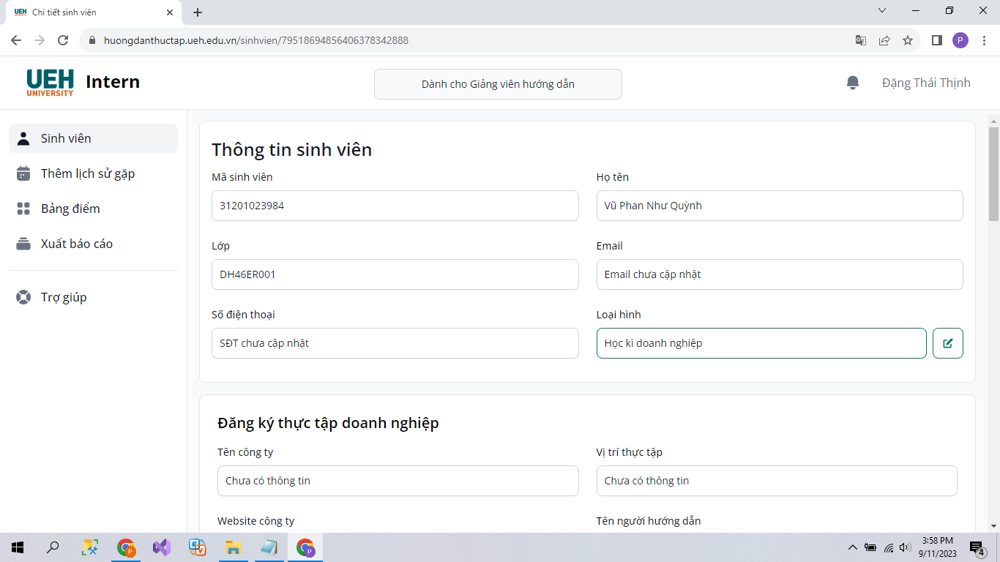 UEH Chi tiết sinh viên
huongdanthuctap.ueh.edu.vn/sinhvien/79518694856406378342888
P
UEH
UNIVERSITY
Intern
Dành cho Giảng viên hướng dẫn
Đặng Thái Thịnh
Sinh viên
Thêm lịch sử gặp
Bảng điểm
Xuất báo cáo
Trợ giúp
Thông tin sinh viên
Mã sinh viên
Họ tên
31201023984
Vũ Phan Như Quỳnh
Lớp
Email
DH46ER001
Email chưa cập nhật
Số điện thoại
Loại hình
SĐT chưa cập nhật
Học kì doanh nghiệp
Đăng ký thực tập doanh nghiệp
Tên công ty
Vị trí thực tập
Chưa có thông tin
Chưa có thông tin
Website công ty
Tên người hướng dẫn
P
P
3:58 PM
9/11/2023
4